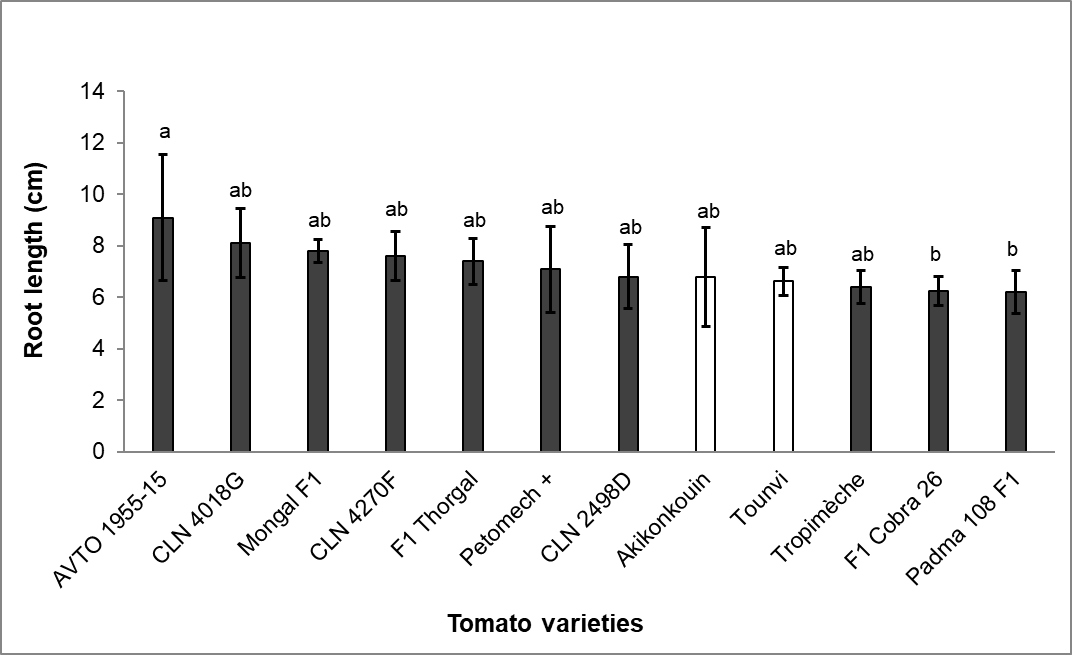 Root length (cm)
14
12
10
8
6
4
2
0
a
ab
ab
ab
ab
ab
ab
ab
ab
ab
b
b
AVTO 1955-15
CLN 4018G
Mongal F1
CLN 4270F
F1 Thorgal
Petomech +
CLN 2498D
Akikonkouin
Tounvi
Tropimèche
F1 Cobra 26
Padma 108 F1
Tomato varieties